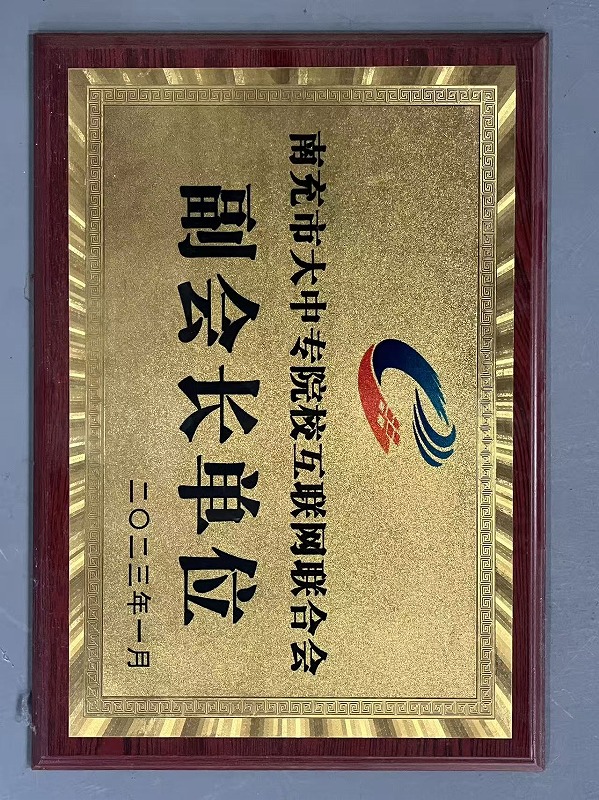 南充市大中专院校互联网联合会
副会长单位
二〇二三年一月